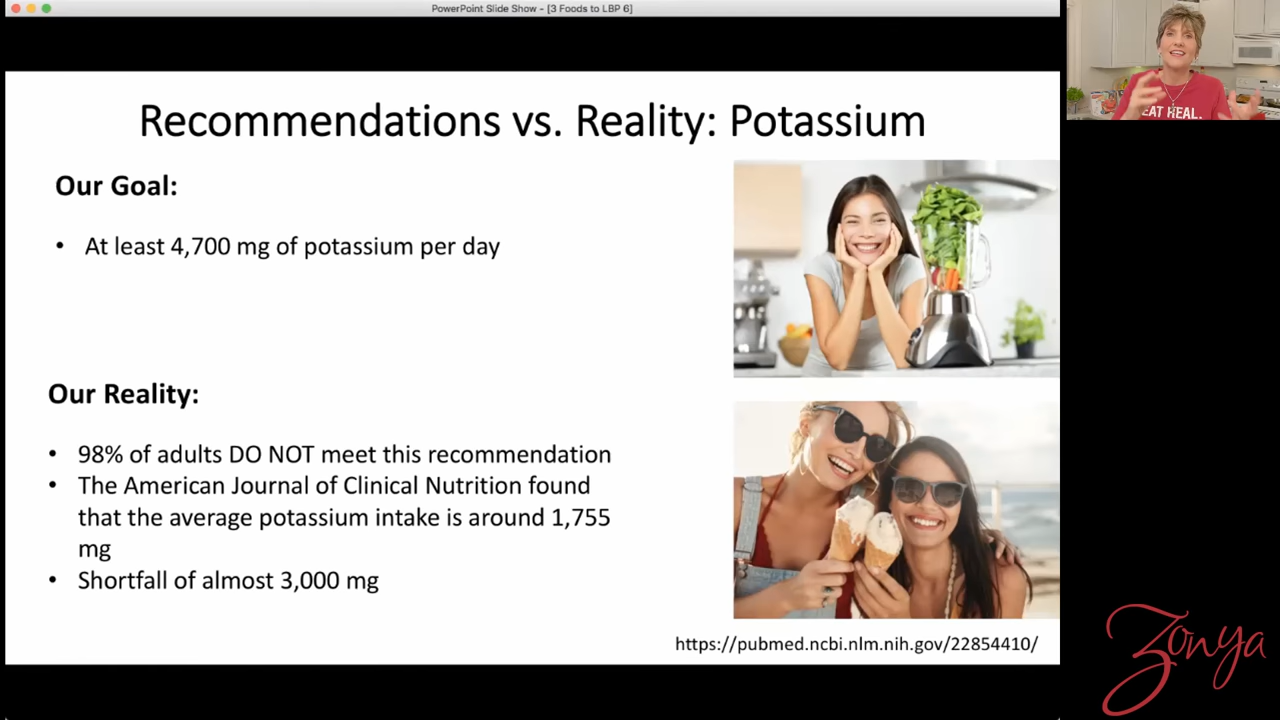 PowerPoint Slide Show - [3 Foods to LBP 6]
EAT HEAL.
Recommendations vs. Reality: Potassium
Our Goal:
• At least 4,700 mg of potassium per day
Our Reality:
• 98% of adults DO NOT meet this recommendation
• The American Journal of Clinical Nutrition found
that the average potassium intake is around 1,755
mg
• Shortfall of almost 3,000 mg
https://pubmed.ncbi.nlm.nih.gov/22854410/
Zonya